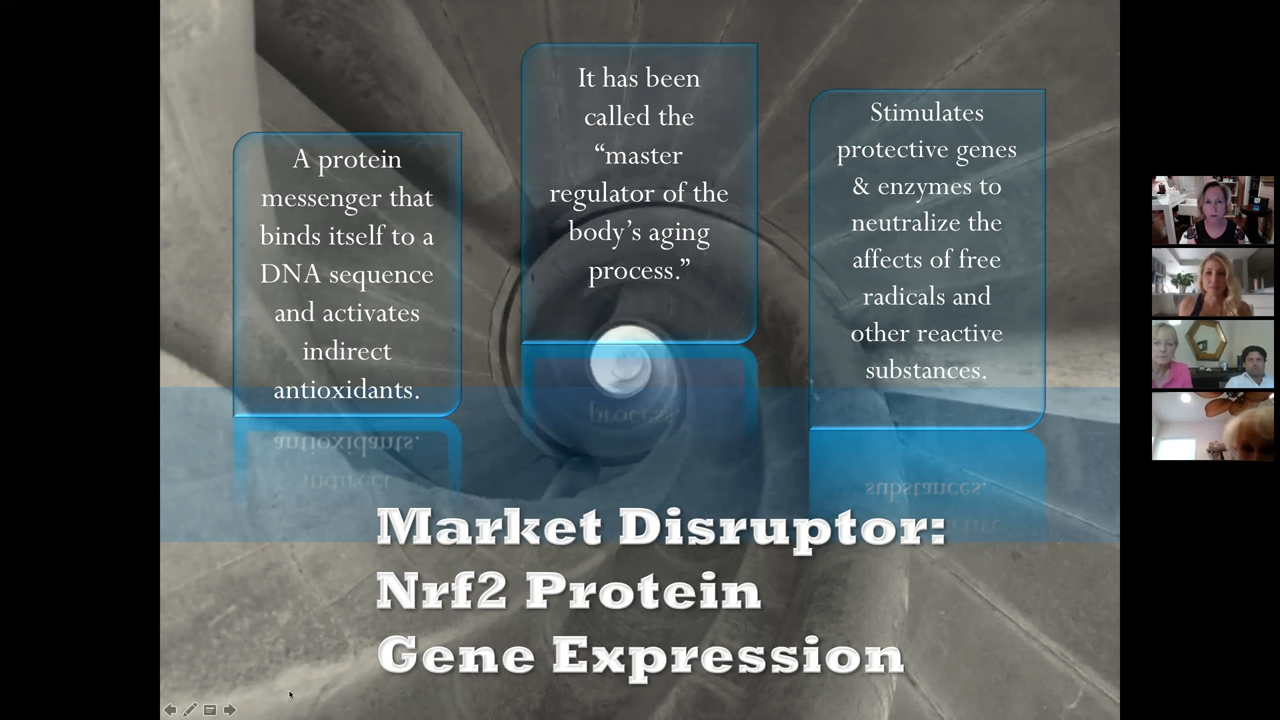 A protein
messenger that
binds itself to a
DNA sequence
and activates
indirect
antioxidants.
It has been
called the
“master
regulator of the
body’s aging
process.”
Stimulates
protective genes
& enzymes to
neutralize the
affects of free
radicals and
other reactive
substances.
Market Disruptor:
Nrf2 Protein
Gene Expression